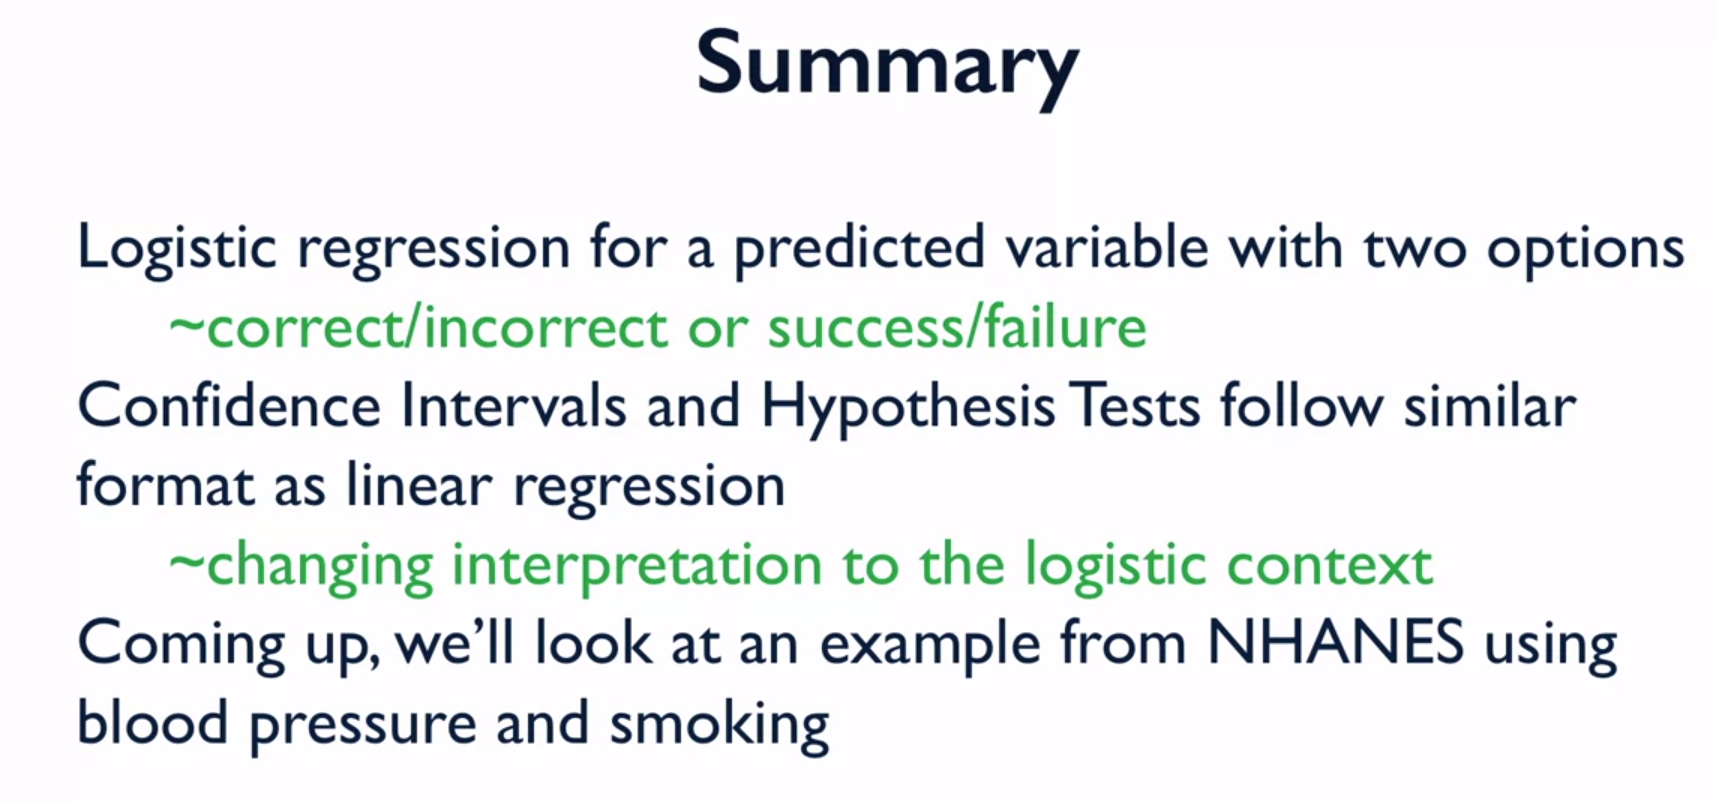 Summary
Logistic regression for a predicted variable with two options
~correct/incorrect or success/failure
Confidence Intervals and Hypothesis Tests follow similar
format as linear regression
~changing interpretation to the logistic context
Coming up, we’ll look at an example from NHANES using
blood pressure and smoking